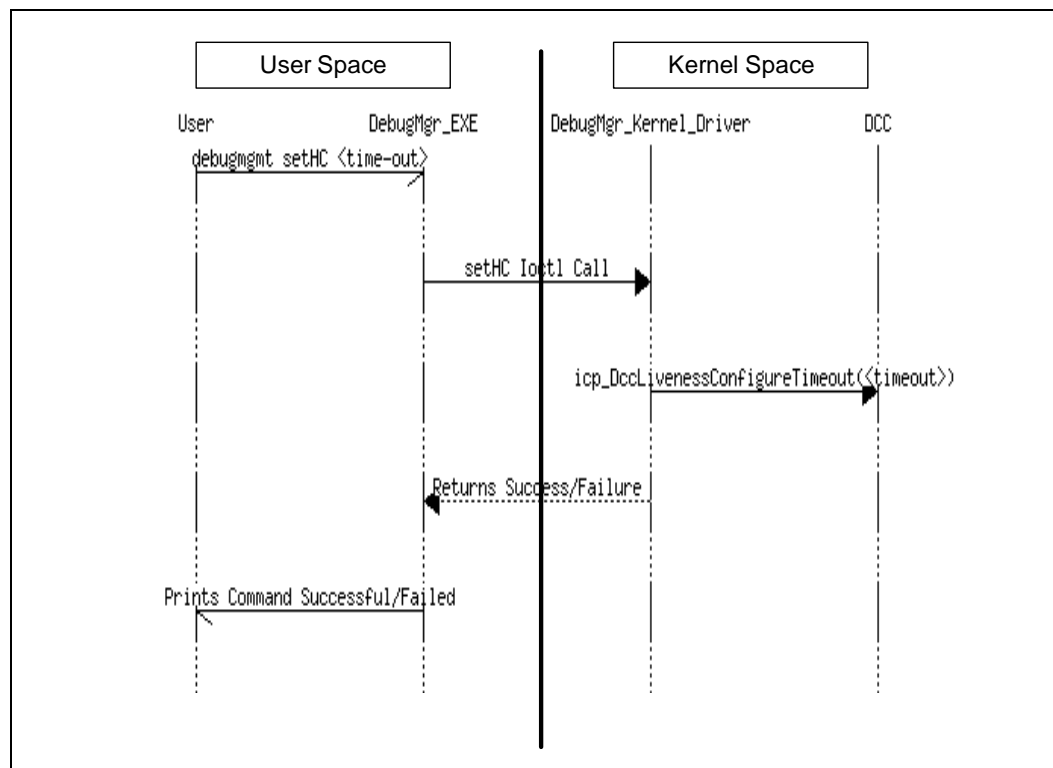 User Space
Kernel Space
User
DebugMgr_EXE
DebugMgr_Kernel_Driver
DCC
debugmgmt setHC <time-out>
setHC Ioctl Call
icp_DccLivenessConfigureTimeout(<timeout>)
Returns Success/Failure
Prints Command Successful/Failed